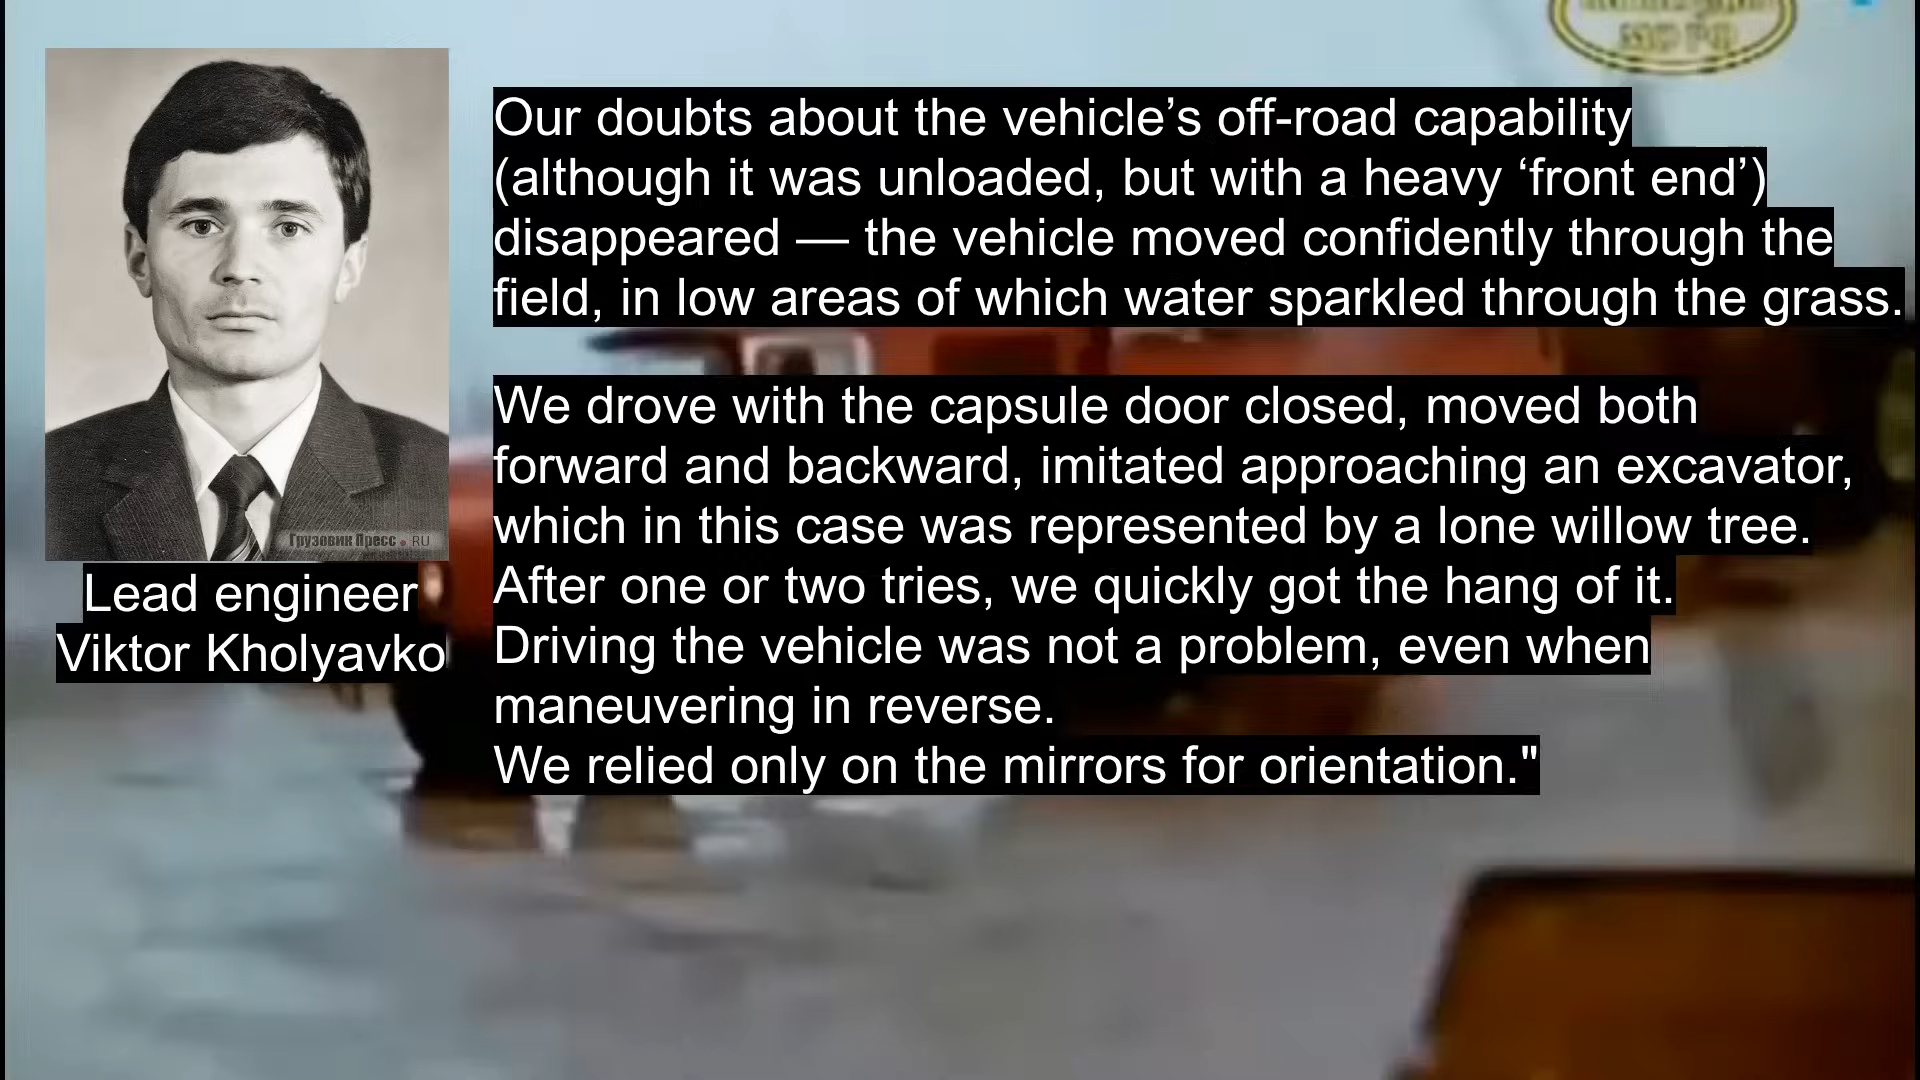 Our doubts about the vehicle’s off-road capability
(although it was unloaded, but with a heavy ‘front end’)
disappeared — the vehicle moved confidently through the
field, in low areas of which water sparkled through the grass.
We drove with the capsule door closed, moved both
forward and backward, imitated approaching an excavator,
which in this case was represented by a lone willow tree.
After one or two tries, we quickly got the hang of it.
Driving the vehicle was not a problem, even when
maneuvering in reverse.
We relied only on the mirrors for orientation."
Грузовик Пресс.RU
Lead engineer
Viktor Kholyavko